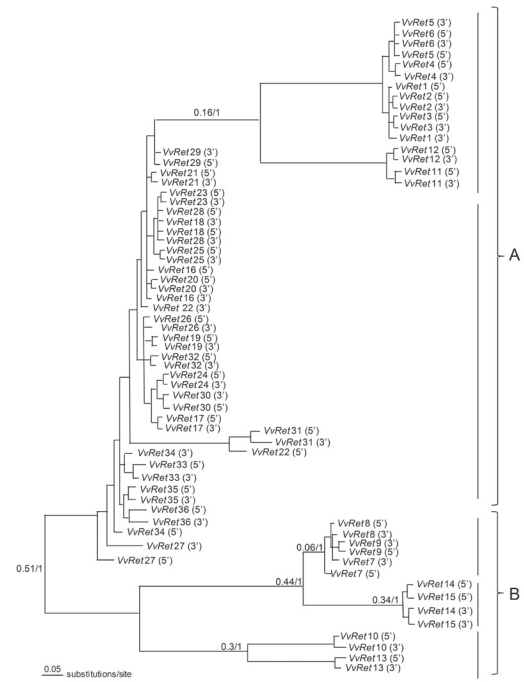 VvRet5 (3')
VvRet6 (5')
VvRet6 (3')
VvRet5 (5')
VvRet4 (5')
VvRet4 (3')
VvRet1 (5')
VvRet2 (5')
VvRet2 (3')
VvRet3 (5')
VvRet3 (3')
VvRet1 (3')
0.16/1
VvRet12 (5')
VvRet12 (3')
VvRet11 (5')
VvRet11 (3')
VvRet29 (3')
VvRet29 (5')
VvRet21 (5')
VvRet21 (3')
VvRet23 (5')
VvRet23 (3')
VvRet28 (5')
VvRet18 (3')
VvRet18 (5')
VvRet28 (3')
VvRet25 (5')
VvRet25 (3')
A
VvRet16 (5')
VvRet20 (5')
VvRet20 (3')
VvRet16 (3')
VvRet 22 (3')
VvRet26 (5')
VvRet26 (3')
VvRet19 (5')
VvRet19 (3')
VvRet32 (5')
VvRet32 (3')
VvRet24 (5')
VvRet24 (3')
VvRet30 (3')
VvRet30 (5')
VvRet17 (5')
VvRet17 (3')
VvRet31 (5')
VvRet31 (3')
VvRet22 (5')
VvRet34 (3')
VvRet33 (5')
VvRet33 (3')
VvRet35 (5')
VvRet35 (3')
VvRet36 (5')
VvRet36 (3')
VvRet34 (5')
VvRet27 (3')
VvRet27 (5')
0.51/1
VvRet8 (5')
VvRet8 (3')
VvRet9 (3')
VvRet9 (5')
0.06/1
VvRet7 (3')
VvRet7 (5')
0.44/1
VvRet14 (5')
VvRet15 (5')
0.34/1
VvRet14 (3')
VvRet15 (3')
B
VvRet10 (5')
VvRet10 (3')
0.3/1
VvRet13 (5')
VvRet13 (3')
0.05 substitutions/site